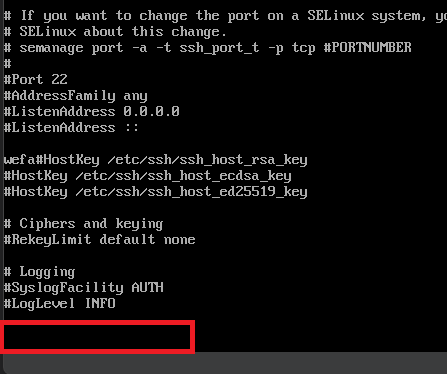 # If you want to change the port on a SELinux system, yo
# SELinux about this change.
# semanage port -a -t ssh_port_t -p tcp #PORTNUMBER
#
#Port 22
#AddressFamily any
#ListenAddress 0.0.0.0
#ListenAddress ::
wefa#HostKey /etc/ssh/ssh_host_rsa_key
#HostKey /etc/ssh/ssh_host_ecdsa_key
#HostKey /etc/ssh/ssh_host_ed25519_key
# Ciphers and keying
#RekeyLimit default none
# Logging
#SyslogFacility AUTH
#LogLevel INFO